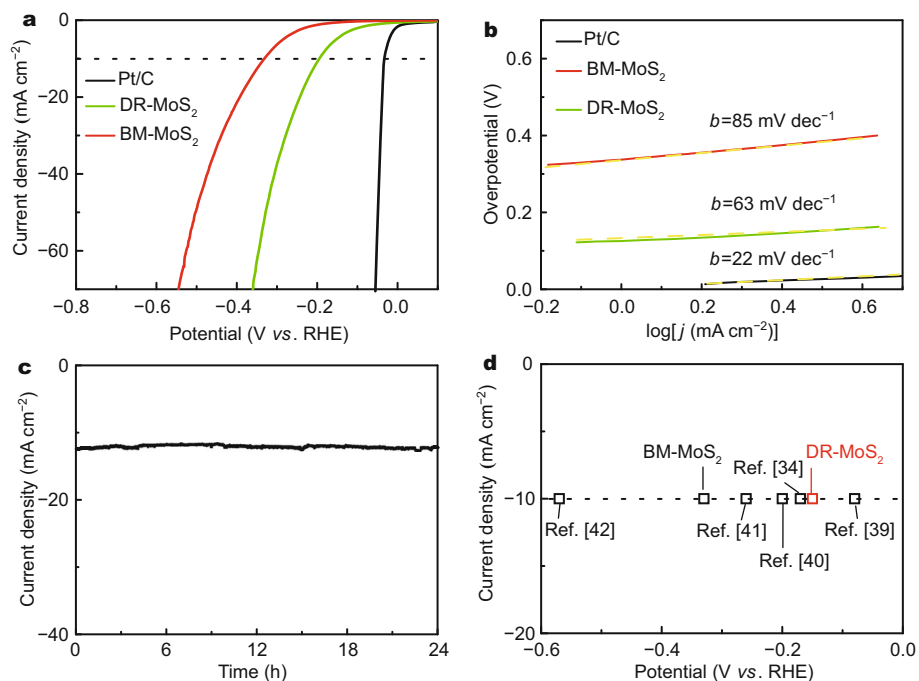 a
Current density (mA cm⁻²)
0
−20
−40
−60
Pt/C
DR-MoS₂
BM-MoS₂
−0.8
−0.6
−0.4
−0.2
0.0
Potential (V vs. RHE)
b
Overpotential (V)
0.6
0.4
0.2
0.0
Pt/C
BM-MoS₂
DR-MoS₂
b=85 mV dec⁻¹
b=63 mV dec⁻¹
b=22 mV dec⁻¹
−0.2
0.0
0.2
0.4
0.6
log[j (mA cm⁻²)]
c
Current density (mA cm⁻²)
0
−20
−40
0
6
12
18
24
Time (h)
d
Current density (mA cm⁻²)
0
−10
−20
BM-MoS₂
DR-MoS₂
Ref. [34]
Ref. [42]
Ref. [41]
Ref. [39]
Ref. [40]
−0.6
−0.4
−0.2
0.0
Potential (V vs. RHE)